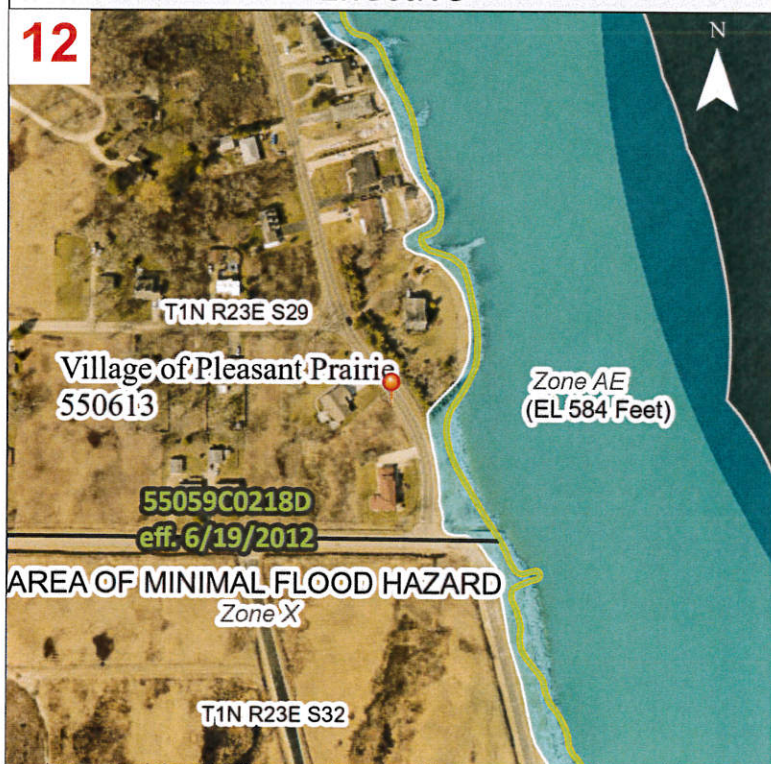 12
N
T1N R23E S29
Village of Pleasant Prairie
550613
Zone AE
(EL 584 Feet)
55059C0218D
eff. 6/19/2012
AREA OF MINIMAL FLOOD HAZARD
Zone X
T1N R23E S32